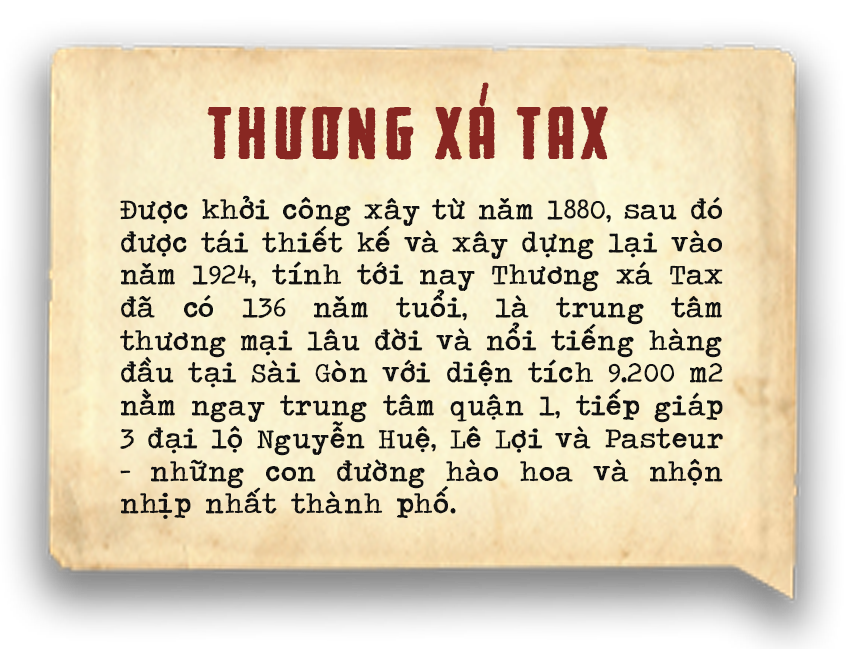 THƯƠNG XÁ TAX
Được khởi công xây từ năm 1880, sau đó
được tái thiết kế và xây dựng lại vào
năm 1924, tính tới nay Thương xá Tax
đã có 136 năm tuổi, là trung tâm
thương mại lâu đời và nổi tiếng hàng
đầu tại Sài Gòn với diện tích 9.200 m2
nằm ngay trung tâm quận 1, tiếp giáp
3 đại lộ Nguyễn Huệ, Lê Lợi và Pasteur
- những con đường hào hoa và nhộn
nhịp nhất thành phố.